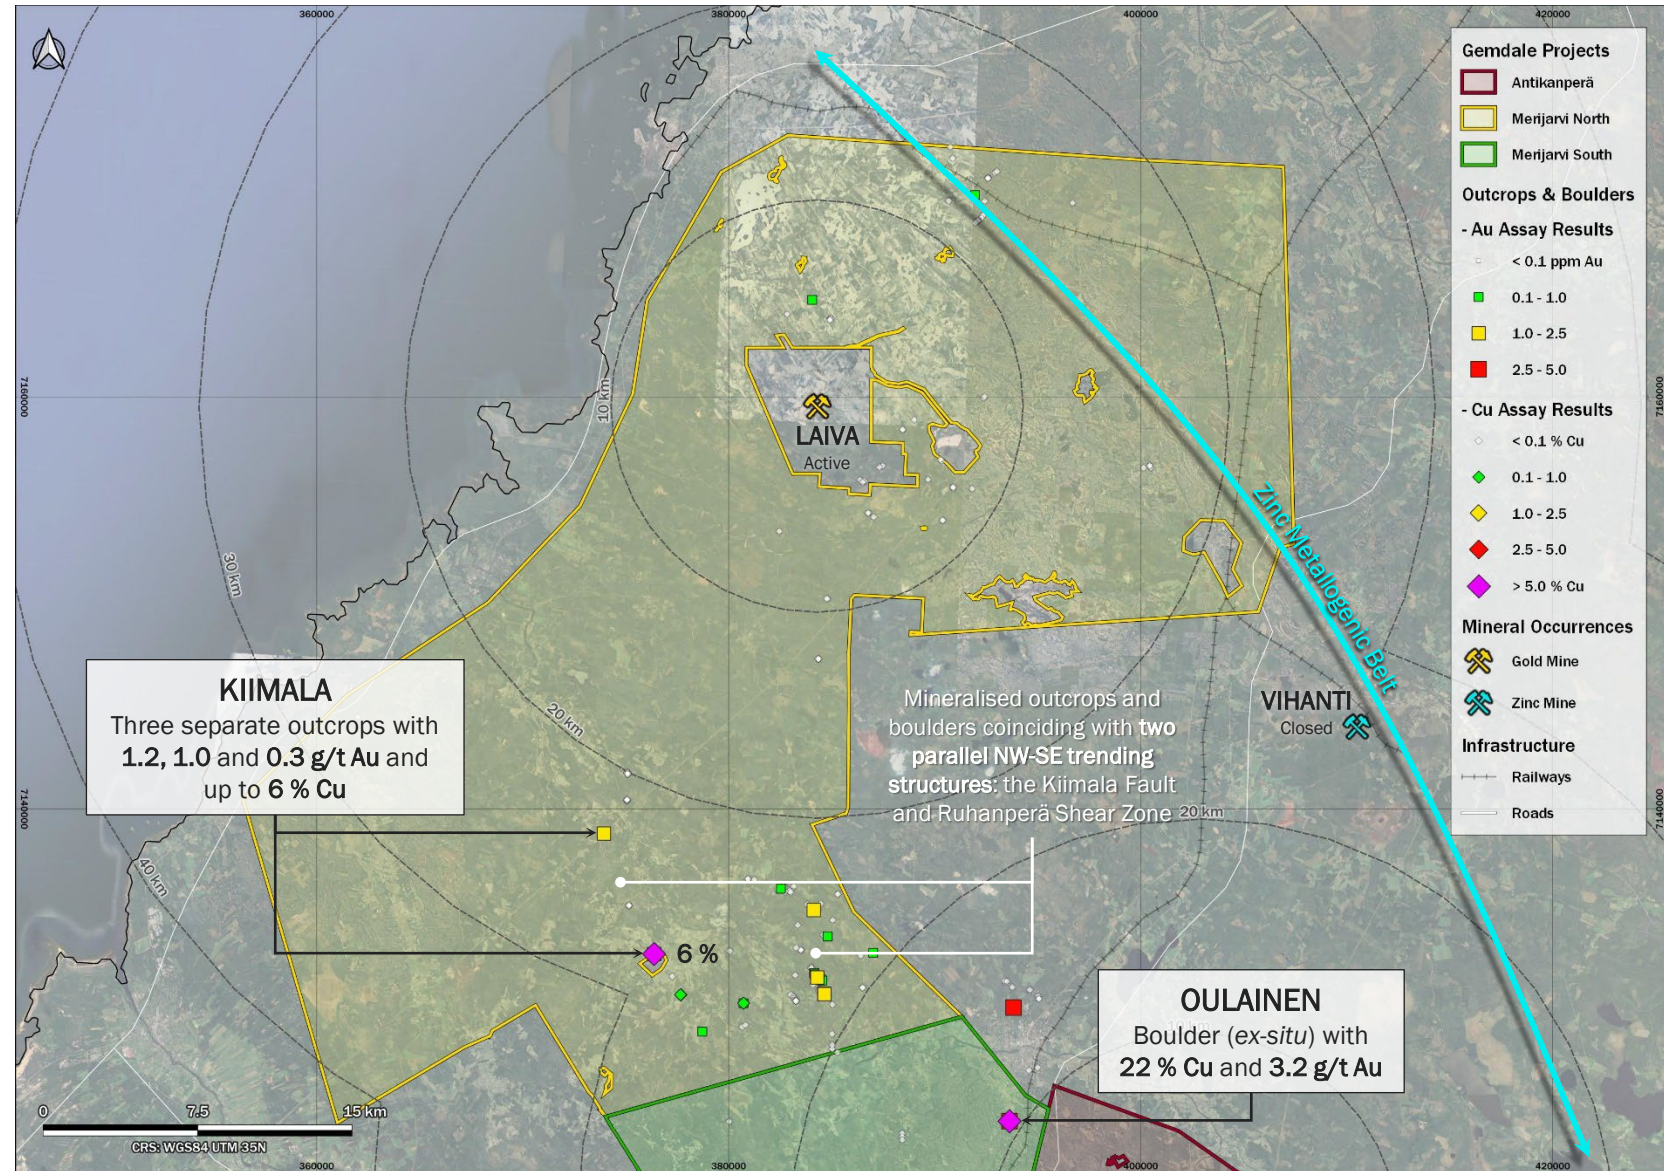 360000
380000
400000
420000
Gemdale Projects
Antikanperä
Merijarvi North
Merijarvi South
Outcrops & Boulders
- Au Assay Results
< 0.1 ppm Au
0.1 - 1.0
1.0 - 2.5
2.5 - 5.0
- Cu Assay Results
< 0.1 % Cu
0.1 - 1.0
1.0 - 2.5
2.5 - 5.0
> 5.0 % Cu
Mineral Occurrences
Gold Mine
Zinc Mine
Infrastructure
Railways
Roads
7160000
7160000
10 km
LAIVA
Active
Zinc Metallogenic Belt
30 km
KIIMALA
Three separate outcrops with
1.2, 1.0 and 0.3 g/t Au and
up to 6 % Cu
20 km
Mineralised outcrops and
boulders coinciding with two
parallel NW-SE trending
structures: the Kiimala Fault
and Ruhanperä Shear Zone
VIHANTI
Closed
20 km
7140000
7140000
40 km
6 %
OULAINEN
Boulder (ex-situ) with
22 % Cu and 3.2 g/t Au
0
7.5
15 km
CRS: WGS84 UTM 35N
360000
380000
400000
420000